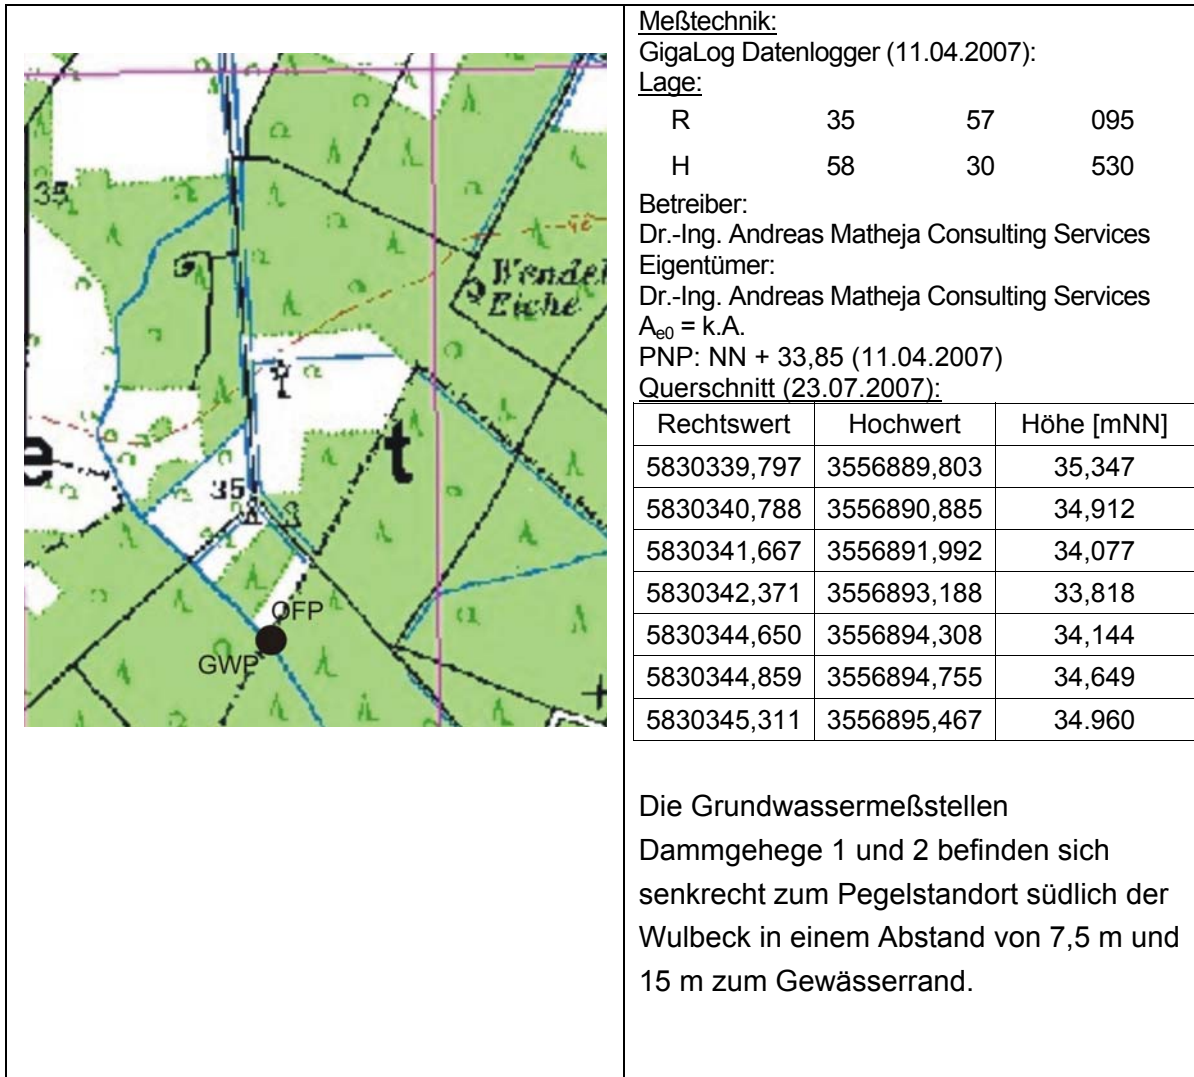 35
Wendel
Eiche
e
t
35
OFP
GWP
Meßtechnik:
GigaLog Datenlogger (11.04.2007):
Lage:
R 35 57 095
H 58 30 530
Betreiber:
Dr.-Ing. Andreas Matheja Consulting Services
Eigentümer:
Dr.-Ing. Andreas Matheja Consulting Services
Ae0 = k.A.
PNP: NN + 33,85 (11.04.2007)
Querschnitt (23.07.2007):
Rechtswert Hochwert Höhe [mNN]
5830339,797 3556889,803 35,347
5830340,788 3556890,885 34,912
5830341,667 3556891,992 34,077
5830342,371 3556893,188 33,818
5830344,650 3556894,308 34,144
5830344,859 3556894,755 34,649
5830345,311 3556895,467 34.960
Die Grundwassermeßstellen
Dammgehege 1 und 2 befinden sich
senkrecht zum Pegelstandort südlich der
Wulbeck in einem Abstand von 7,5 m und
15 m zum Gewässerrand.